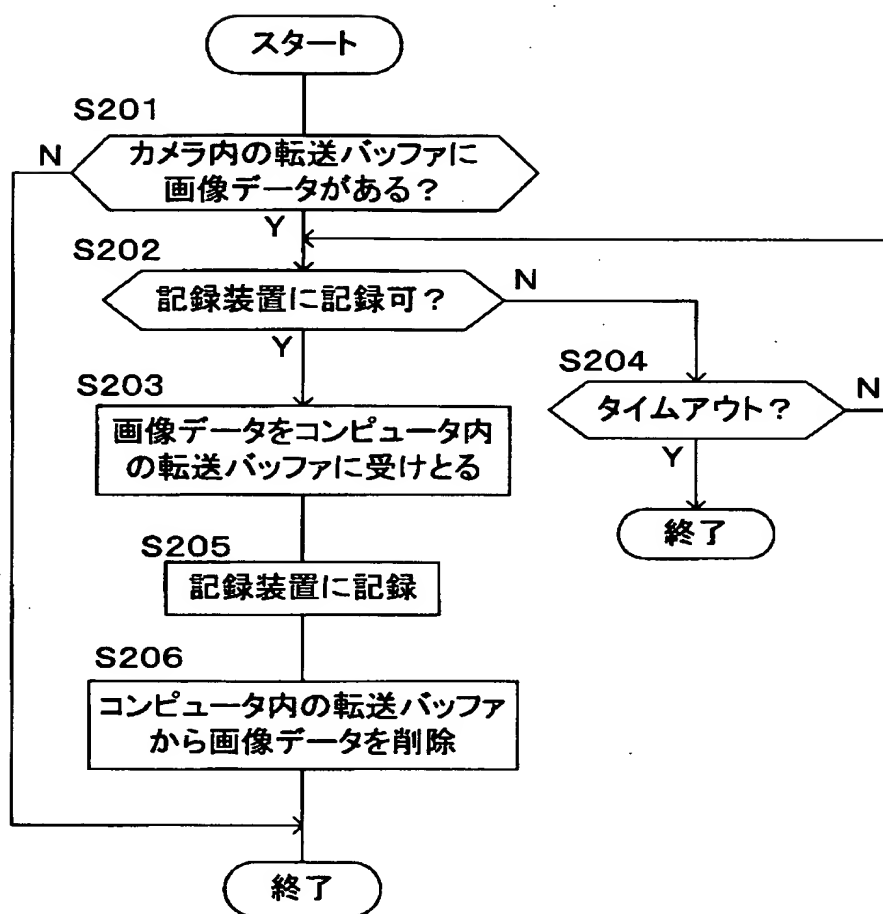 スタート
S201
N
カメラ内の転送バッファに
画像データがある？
Y
S202
記録装置に記録可？
N
Y
S204
タイムアウト？
N
Y
終了
S203
画像データをコンピュータ内
の転送バッファに受けとる
S205
記録装置に記録
S206
コンピュータ内の転送バッファ
から画像データを削除
終了